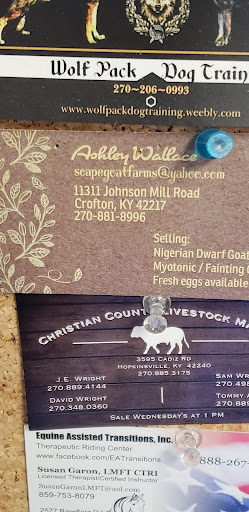 Wolf Pack Dog Train
270-206-0993
www.wolfpackdogtraining.weebly.com
Ashley Wallace
scapegoatfarms@yahoo.com
11311 Johnson Mill Road
Crofton, KY 42217
270-881-8996
Selling:
Nigerian Dwarf Goat
Myotonic / Fainting
Fresh eggs available
Christian County Livestock Ma
3595 Cadiz Rd
Hopkinsville, KY 42240
270.885.3175
J.E. Wright
270.889.4144
David Wright
270.348.0360
Sam Wr
270.498
Tommy A
270.889
Sale Wednesday's at 1 PM
Equine Assisted Transitions, Inc.
Therapeutic Riding Center
www.facebook.com/EATransitions
888-267-
Susan Garon, LMFT CTRI
Licensed Therapist/Certified Instructor
SusanGaronLMFT@aol.com
859-753-8079